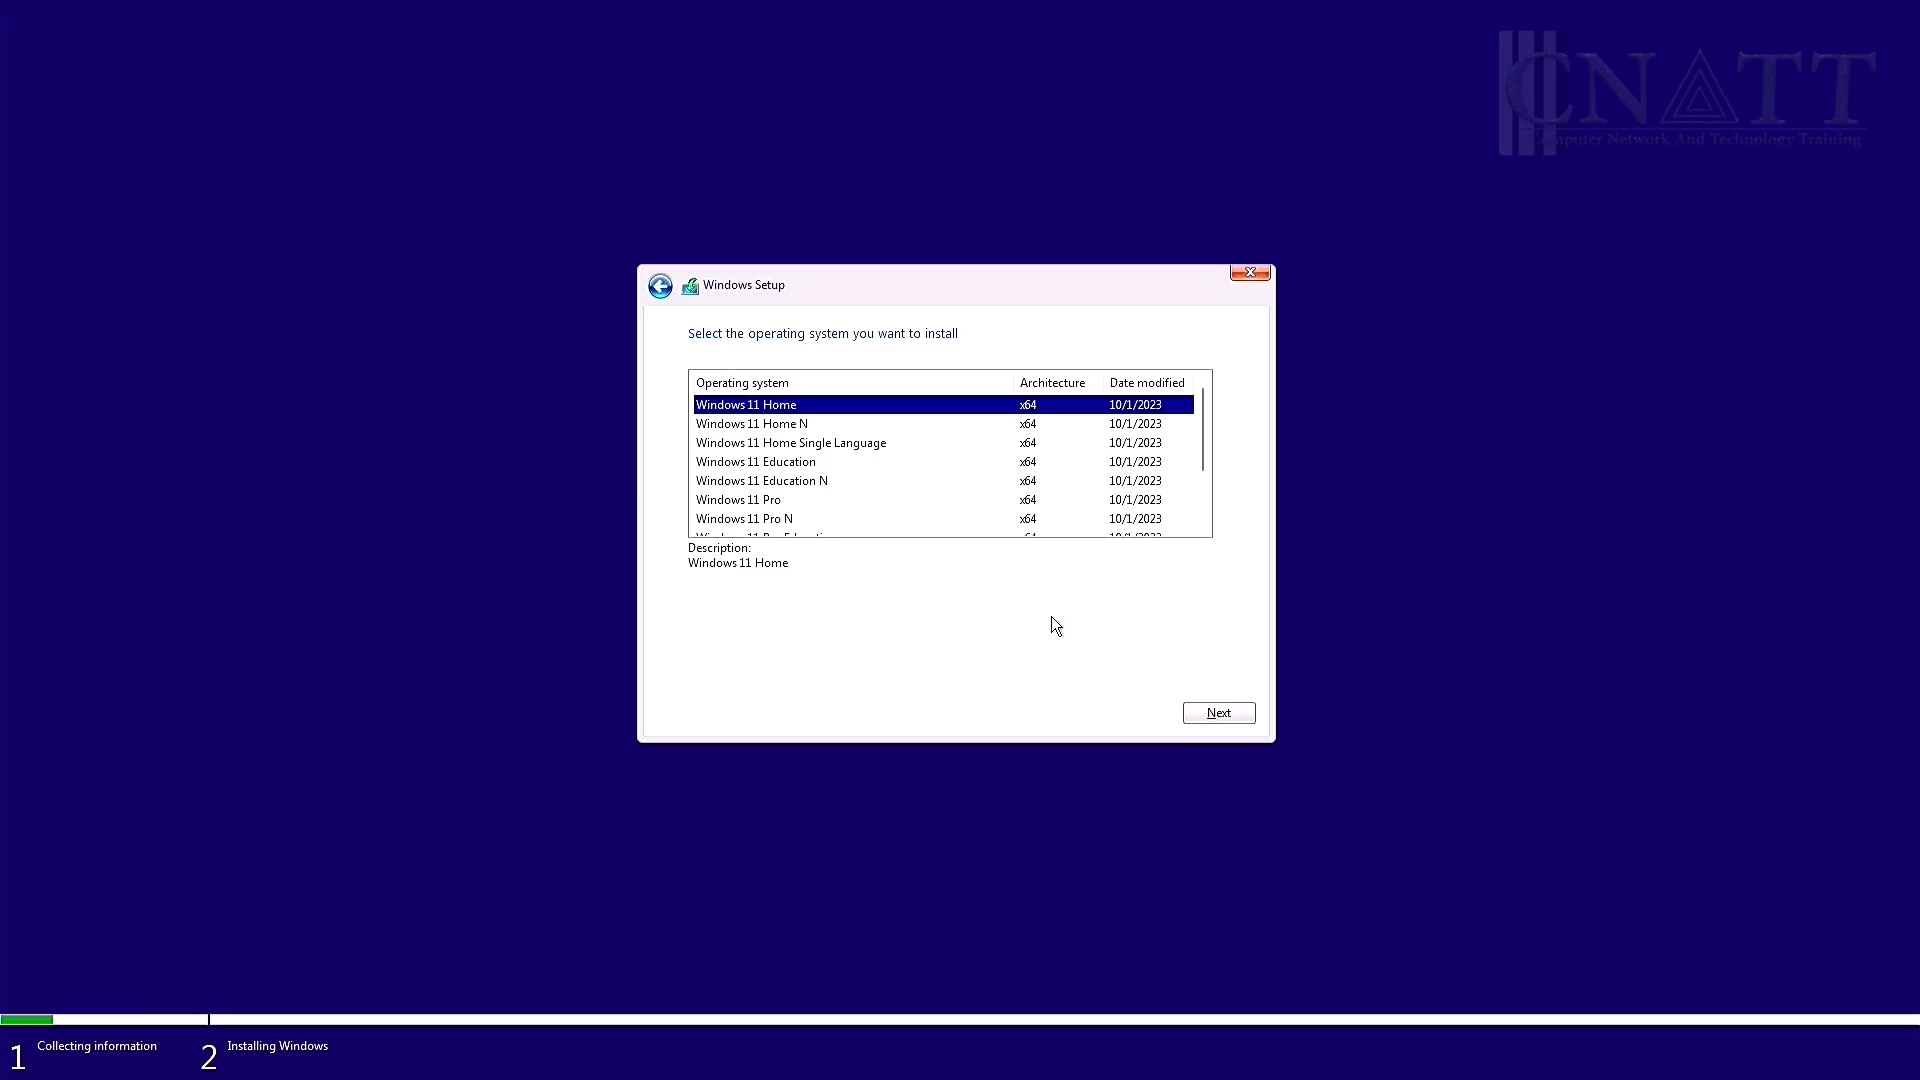 CNATT
Computer Network And Technology Training
Windows Setup
Select the operating system you want to install
Operating system Architecture Date modified
Windows 11 Home x64 10/1/2023
Windows 11 Home N x64 10/1/2023
Windows 11 Home Single Language x64 10/1/2023
Windows 11 Education x64 10/1/2023
Windows 11 Education N x64 10/1/2023
Windows 11 Pro x64 10/1/2023
Windows 11 Pro N x64 10/1/2023
Description:
Windows 11 Home
Next
1 Collecting information 2 Installing Windows